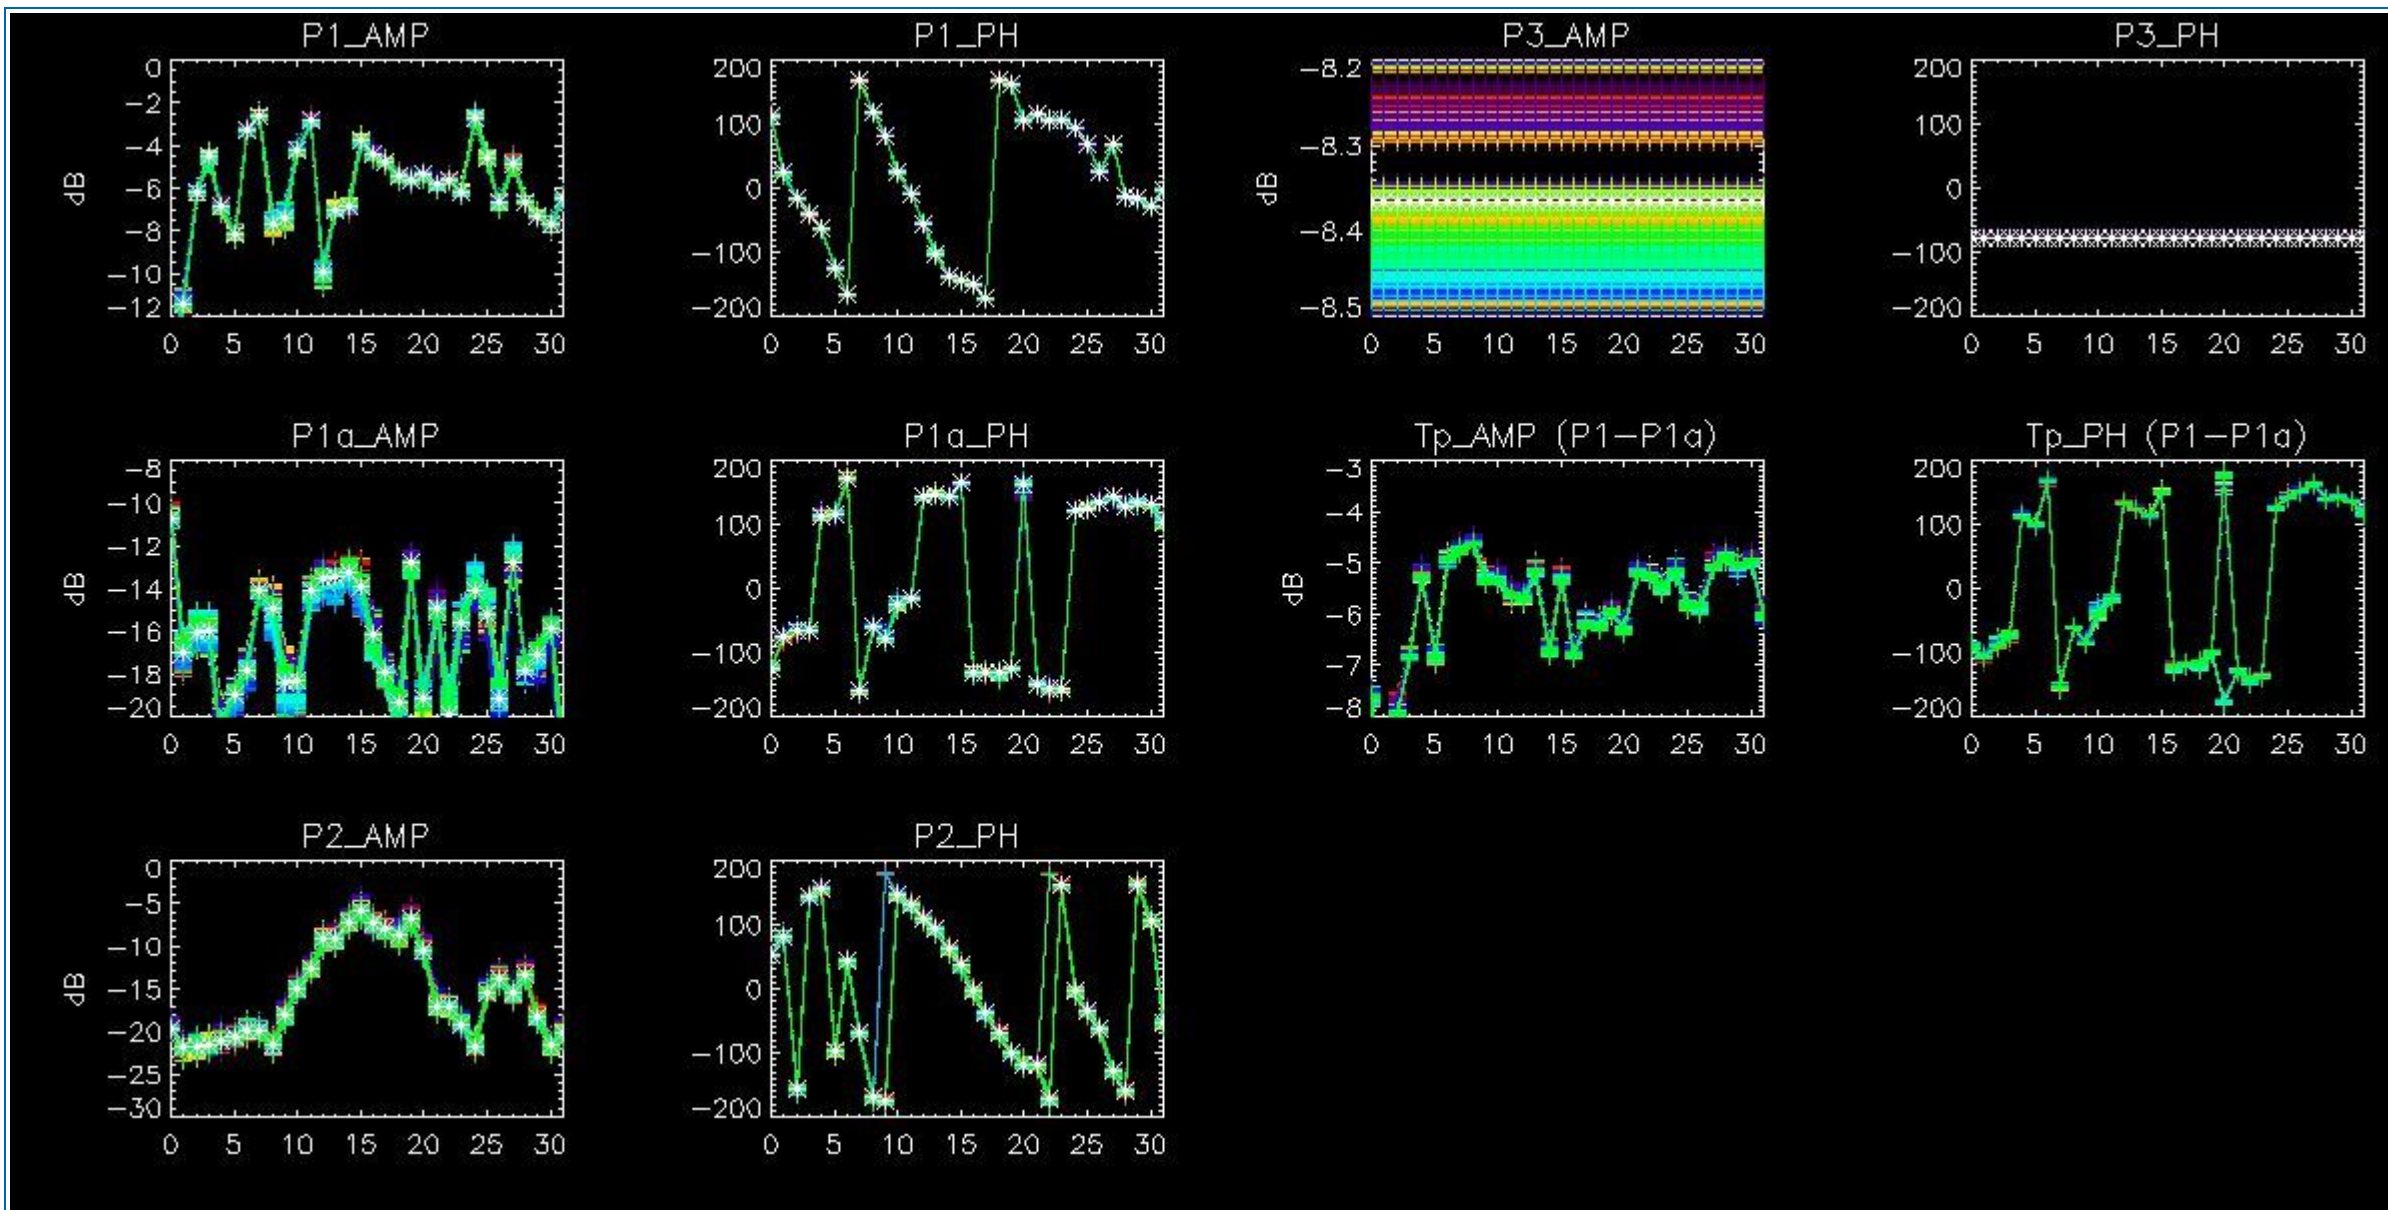 P1_AMP P1_PH P3_AMP P3_PH
0 200 -8.2 200
-2 100 -8.3 100
-4 0 -8.4 0
-6 -100 -8.5 -100
-8 -200 -200
-10
-12
dB dB
0 5 10 15 20 25 30 0 5 10 15 20 25 30 0 5 10 15 20 25 30 0 5 10 15 20 25 30
P1a_AMP P1a_PH Tp_AMP (P1-P1a) Tp_PH (P1-P1a)
-8 200 -3 200
-10 100 -4 100
-12 0 -5 0
-14 -100 -6 -100
-16 -200 -7 -200
-18 -8
-20
dB dB
0 5 10 15 20 25 30 0 5 10 15 20 25 30 0 5 10 15 20 25 30 0 5 10 15 20 25 30
P2_AMP P2_PH
0 200
-5 100
-10 0
-15 -100
-20 -200
-25
-30
dB
0 5 10 15 20 25 30 0 5 10 15 20 25 30